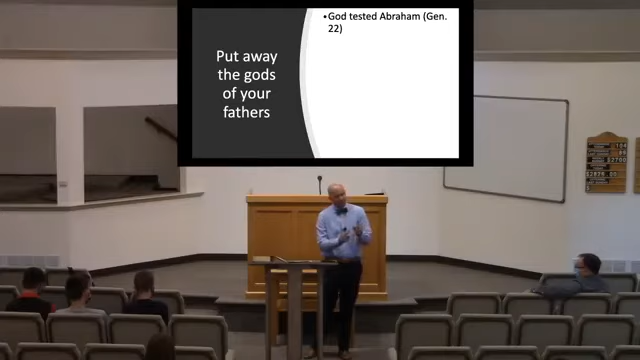 Put away
the gods
of your
fathers
•God tested Abraham (Gen.
22)